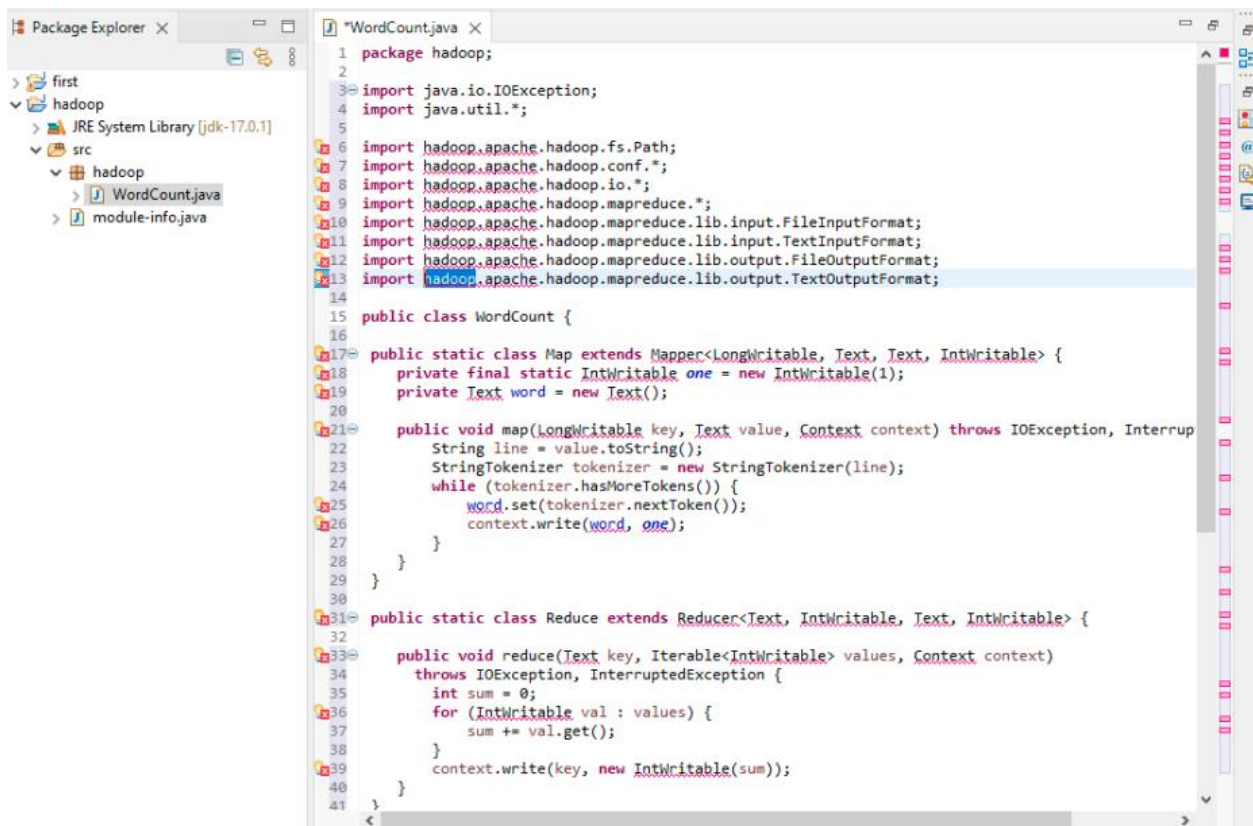 Package Explorer
first
hadoop
JRE System Library [jdk-17.0.1]
src
hadoop
WordCount.java
module-info.java
*WordCount.java
1 package hadoop;
2
3 import java.io.IOException;
4 import java.util.*;
5
6 import hadoop.apache.hadoop.fs.Path;
7 import hadoop.apache.hadoop.conf.*;
8 import hadoop.apache.hadoop.io.*;
9 import hadoop.apache.hadoop.mapreduce.*;
10 import hadoop.apache.hadoop.mapreduce.lib.input.FileInputFormat;
11 import hadoop.apache.hadoop.mapreduce.lib.input.TextInputFormat;
12 import hadoop.apache.hadoop.mapreduce.lib.output.FileOutputFormat;
13 import hadoop.apache.hadoop.mapreduce.lib.output.TextOutputFormat;
14
15 public class WordCount {
16
17 public static class Map extends Mapper<LongWritable, Text, Text, IntWritable> {
18 private final static IntWritable one = new IntWritable(1);
19 private Text word = new Text();
20
21 public void map(LongWritable key, Text value, Context context) throws IOException, Interrup
22 String line = value.toString();
23 StringTokenizer tokenizer = new StringTokenizer(line);
24 while (tokenizer.hasMoreTokens()) {
25 word.set(tokenizer.nextToken());
26 context.write(word, one);
27 }
28 }
29 }
30
31 public static class Reduce extends Reducer<Text, IntWritable, Text, IntWritable> {
32
33 public void reduce(Text key, Iterable<IntWritable> values, Context context)
34 throws IOException, InterruptedException {
35 int sum = 0;
36 for (IntWritable val : values) {
37 sum += val.get();
38 }
39 context.write(key, new IntWritable(sum));
40 }
41 }